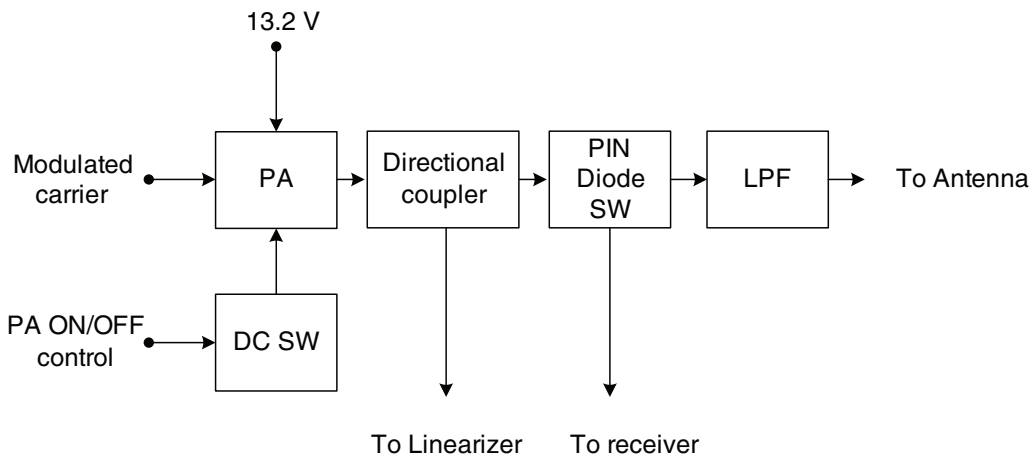 13.2 V
Modulated
carrier
PA
Directional
coupler
PIN
Diode
SW
LPF
To Antenna
PA ON/OFF
control
DC SW
To Linearizer
To receiver